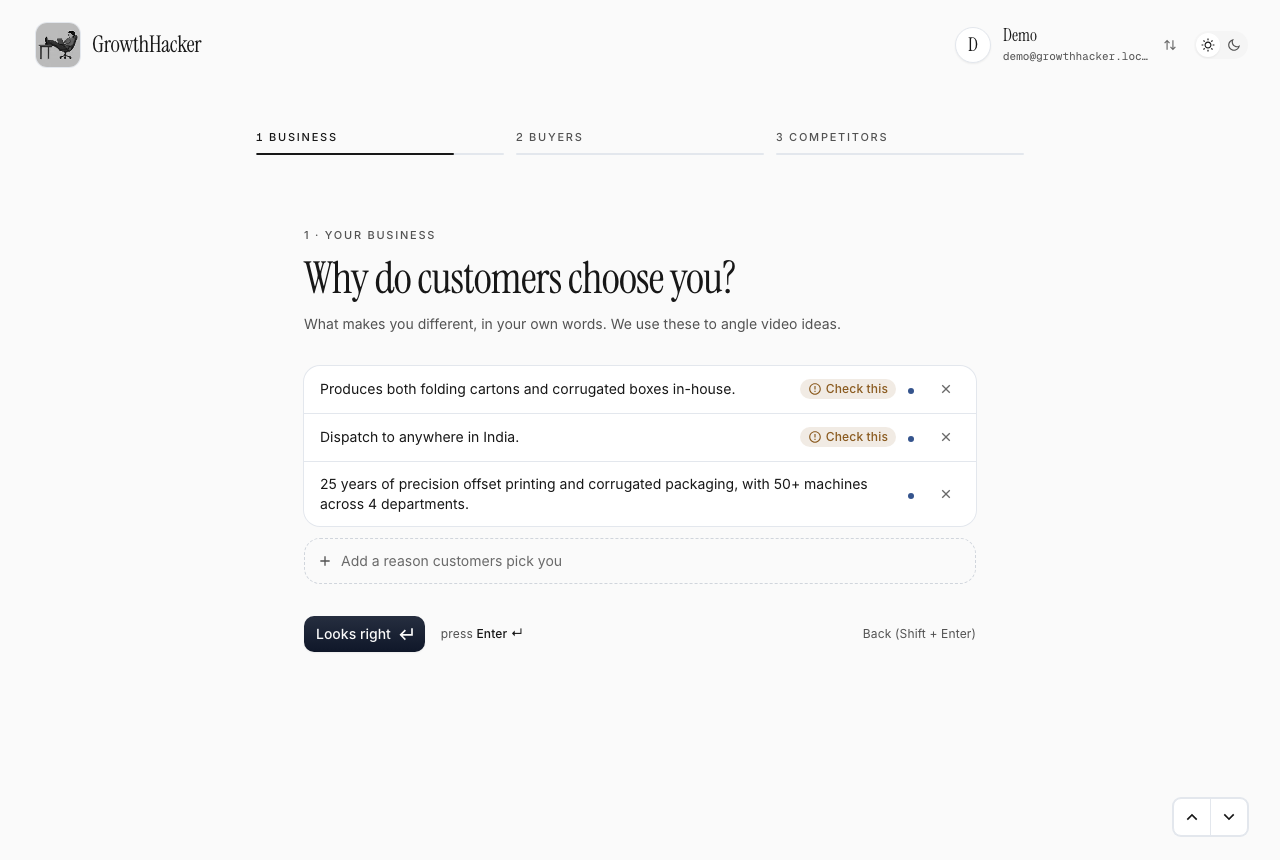 GrowthHacker
D
Demo
demo@growthhacker.loc…
1 BUSINESS
2 BUYERS
3 COMPETITORS
1 · YOUR BUSINESS
Why do customers choose you?
What makes you different, in your own words. We use these to angle video ideas.
Produces both folding cartons and corrugated boxes in-house.
Check this
Dispatch to anywhere in India.
Check this
25 years of precision offset printing and corrugated packaging, with 50+ machines
across 4 departments.
Add a reason customers pick you
Looks right
press Enter
Back (Shift + Enter)